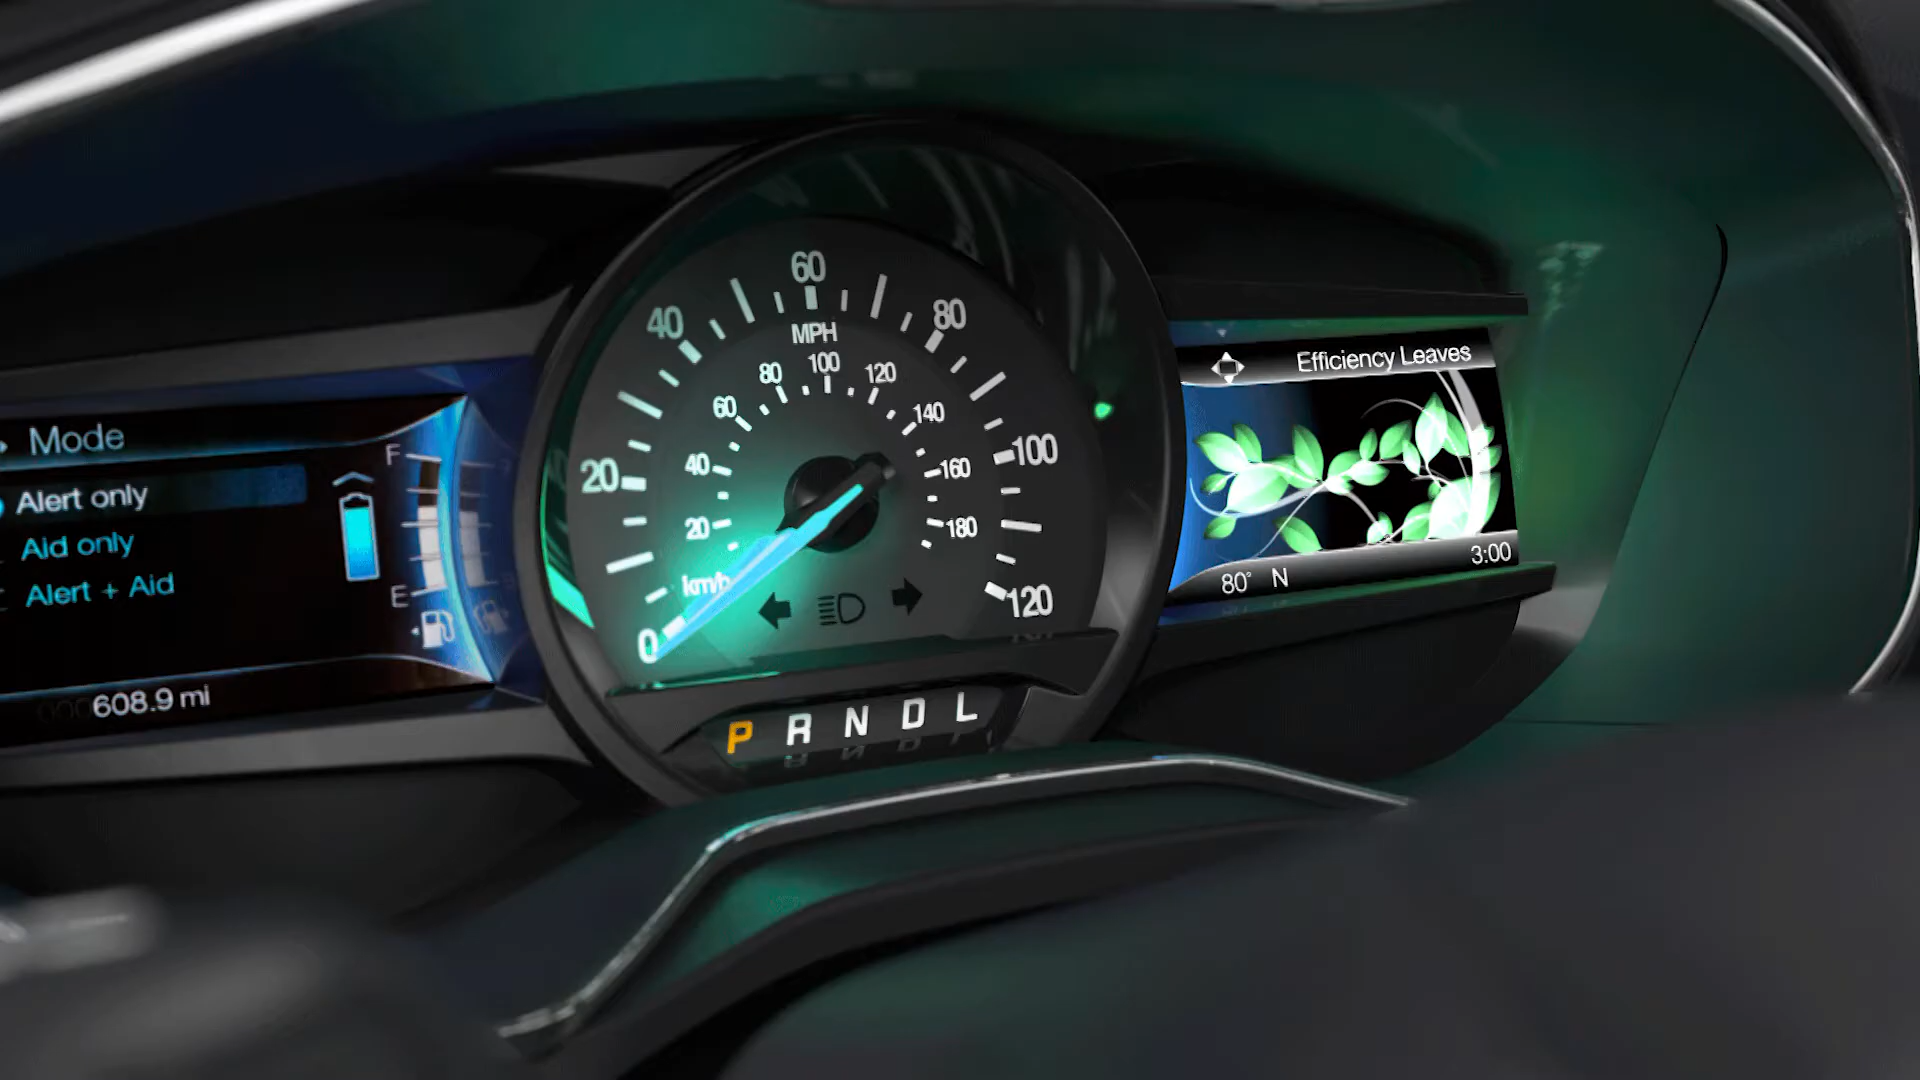 Mode
Alert only
Aid only
Alert + Aid
F
E
608.9 mi
0
20
40
60
80
100
120
MPH
20
40
60
80
100
120
140
160
180
km/h
P R N D L
Efficiency Leaves
80° N
3:00